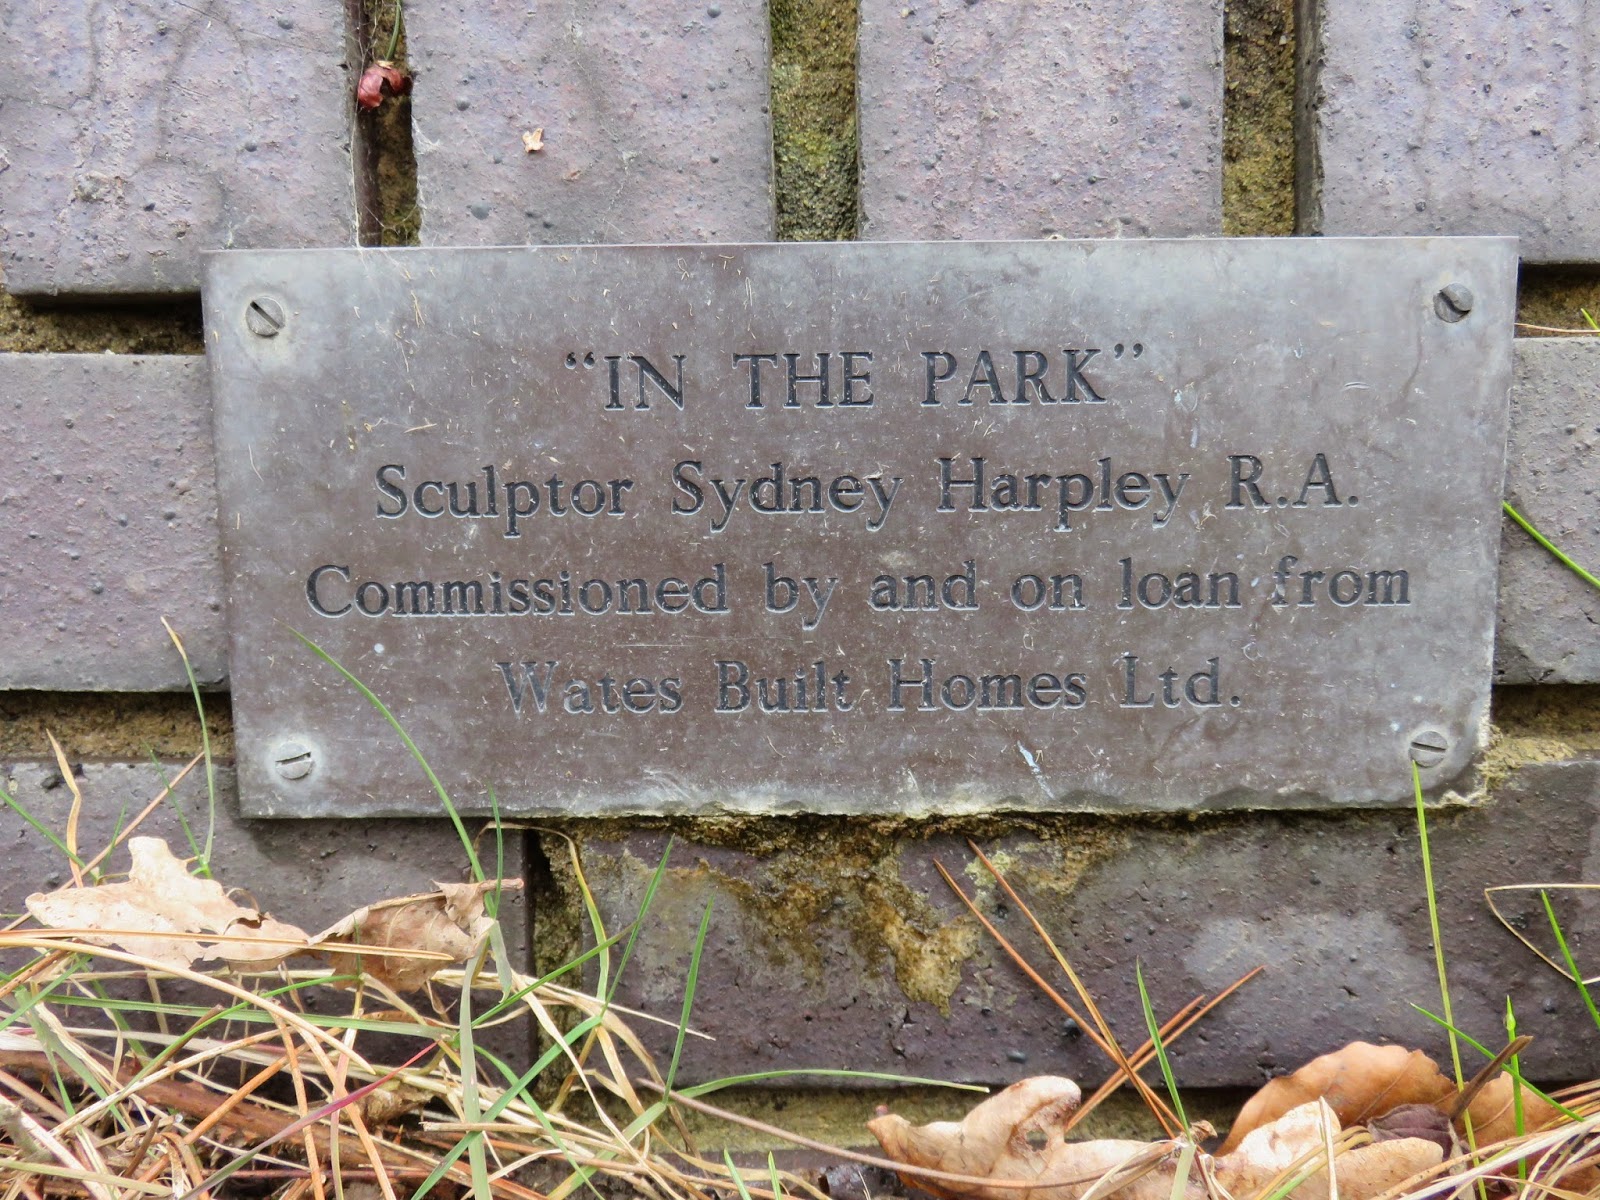 “IN THE PARK”
Sculptor Sydney Harpley R.A.
Commissioned by and on loan from
Wates Built Homes Ltd.